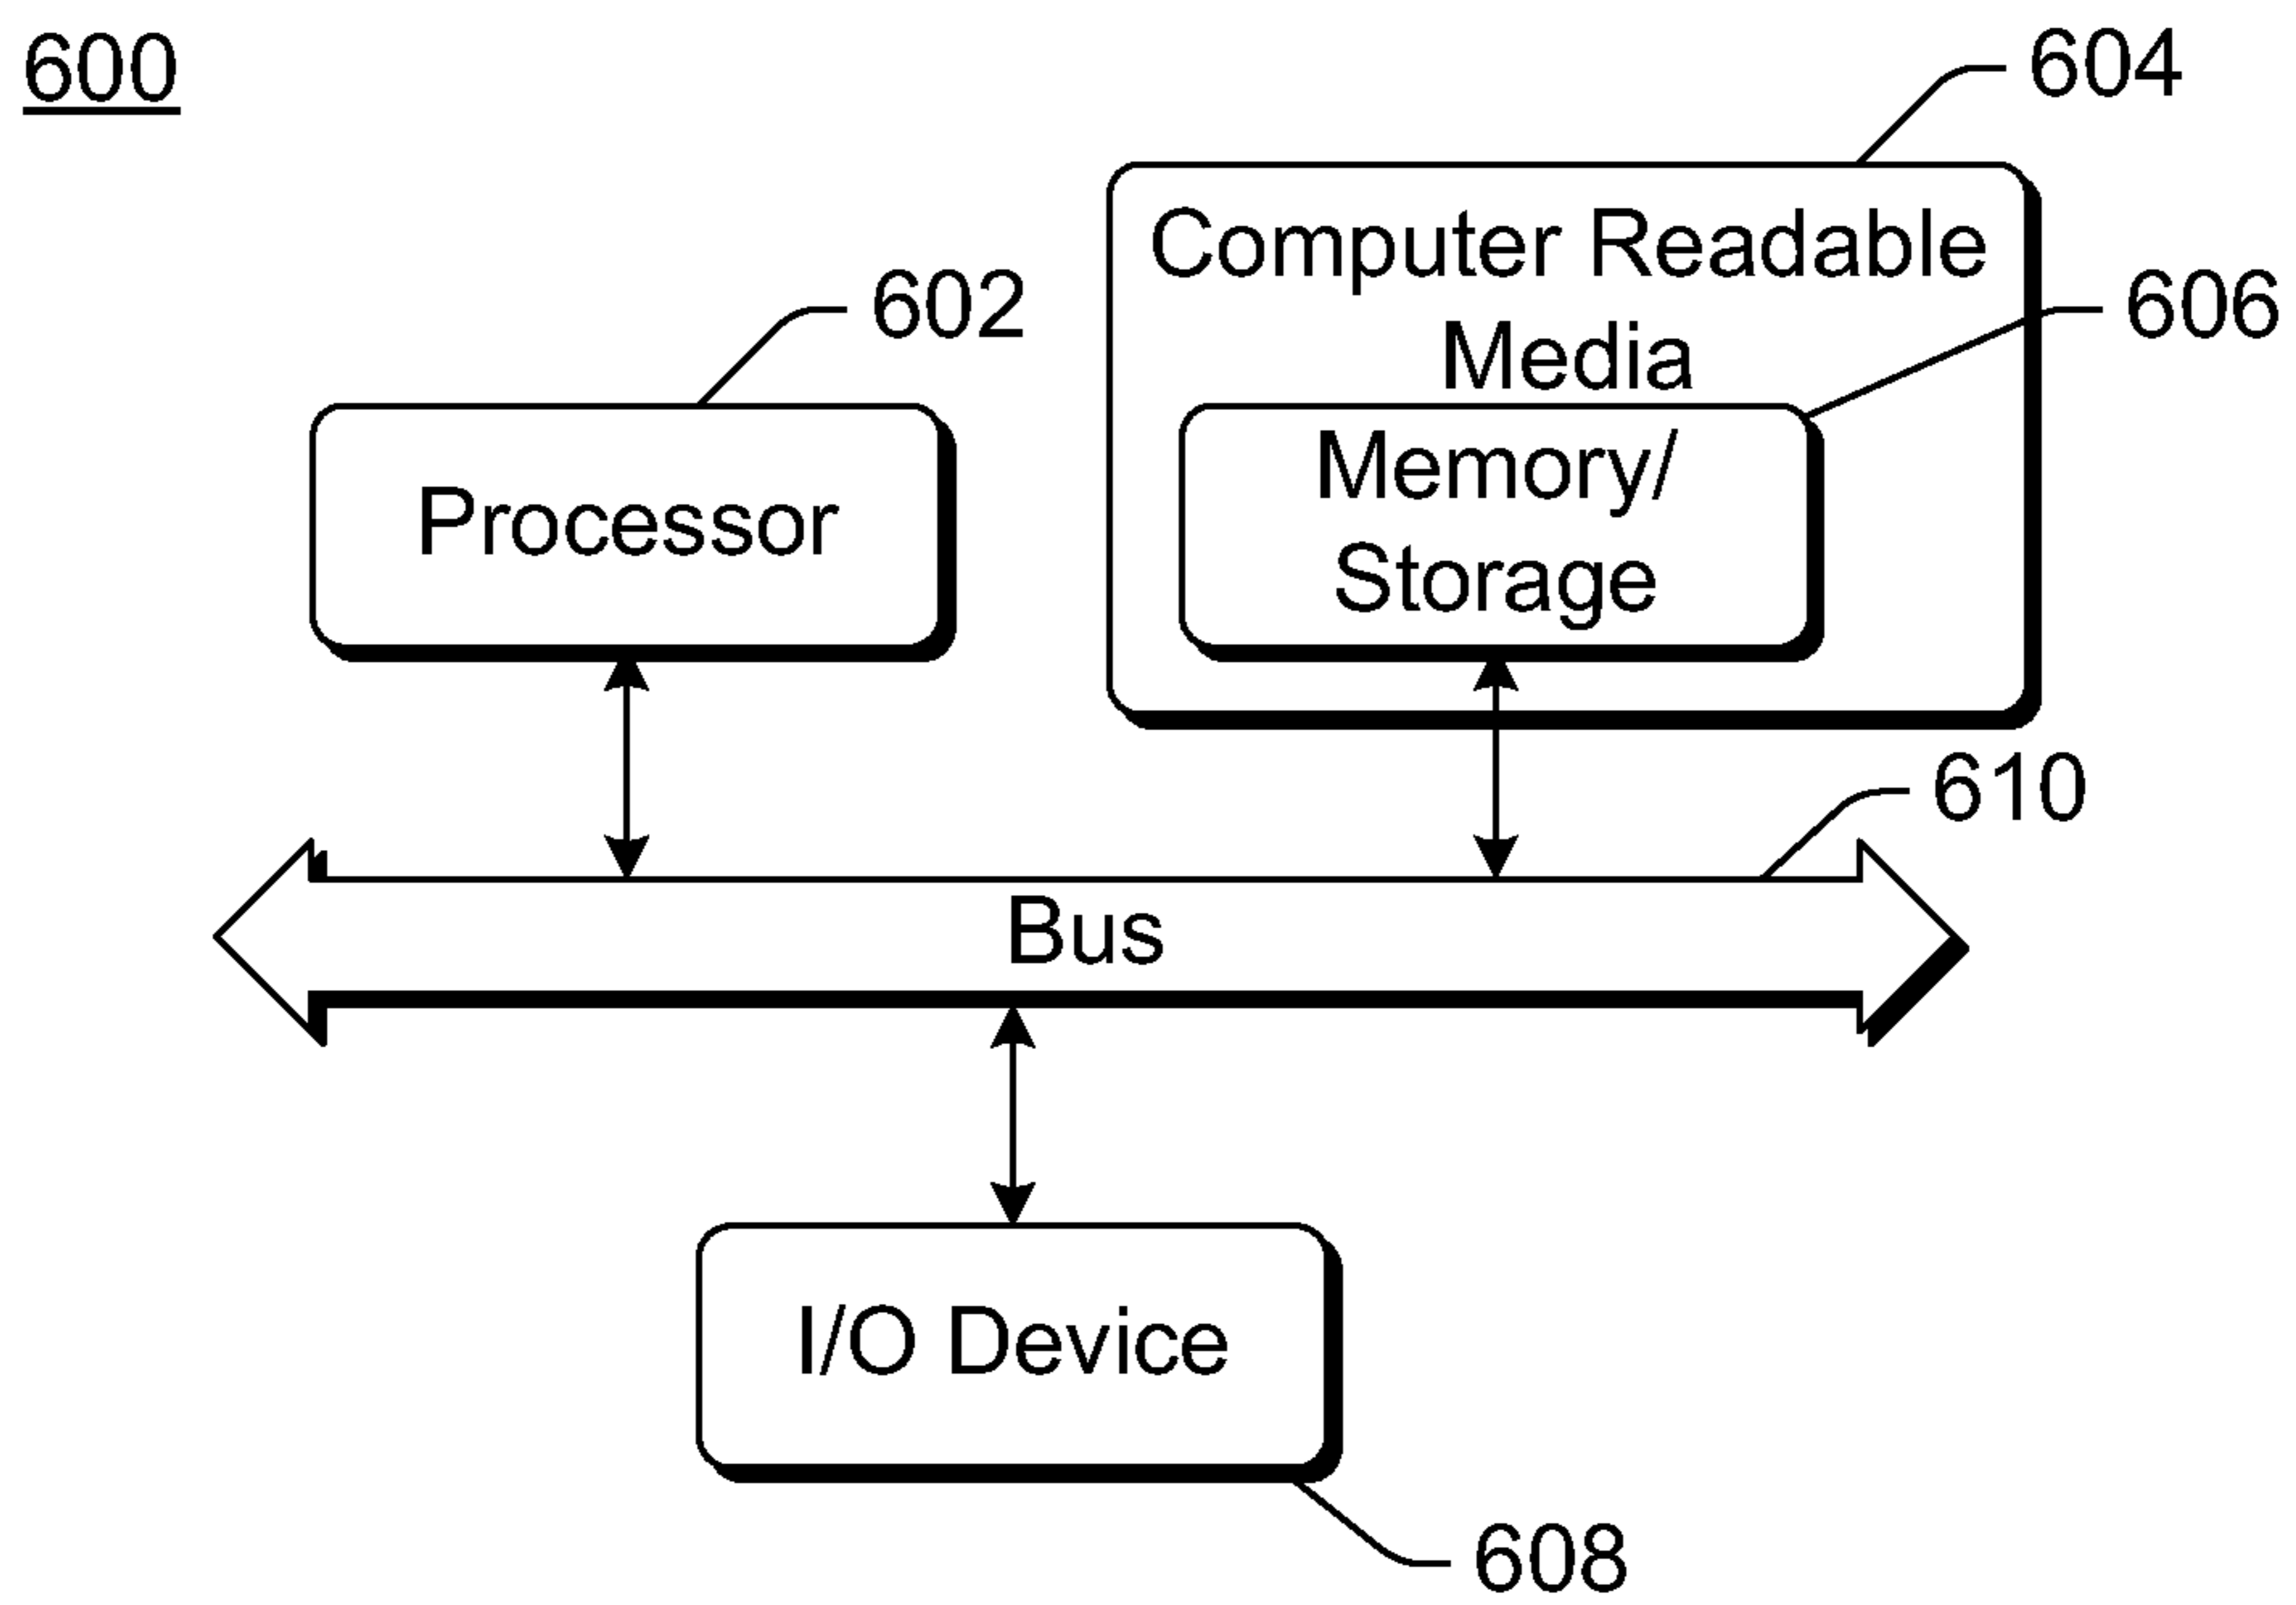 600
604
Computer Readable
602
606
Media
Memory/
Processor
Storage
610
Bus
I/O Device
608